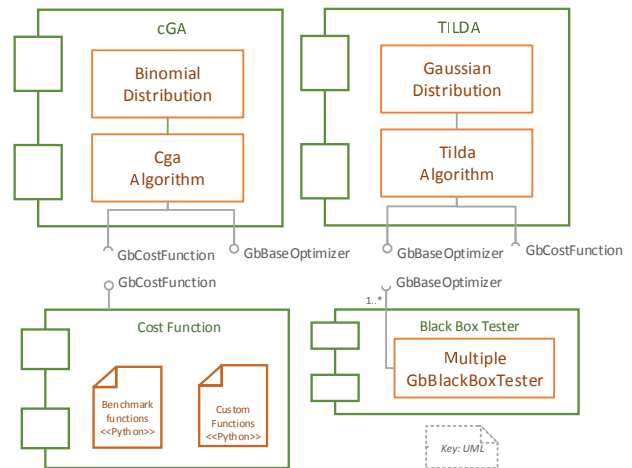 cGA
Binomial
Distribution
Cga
Algorithm
GbCostFunction
GbBaseOptimizer
TILDA
Gaussian
Distribution
Tilda
Algorithm
GbBaseOptimizer
GbCostFunction
GbCostFunction
Cost Function
Benchmark
functions
<<Python>>
Custom
Functions
<<Python>>
GbBaseOptimizer
1..*
Black Box Tester
Multiple
GbBlackBoxTester
Key: UML